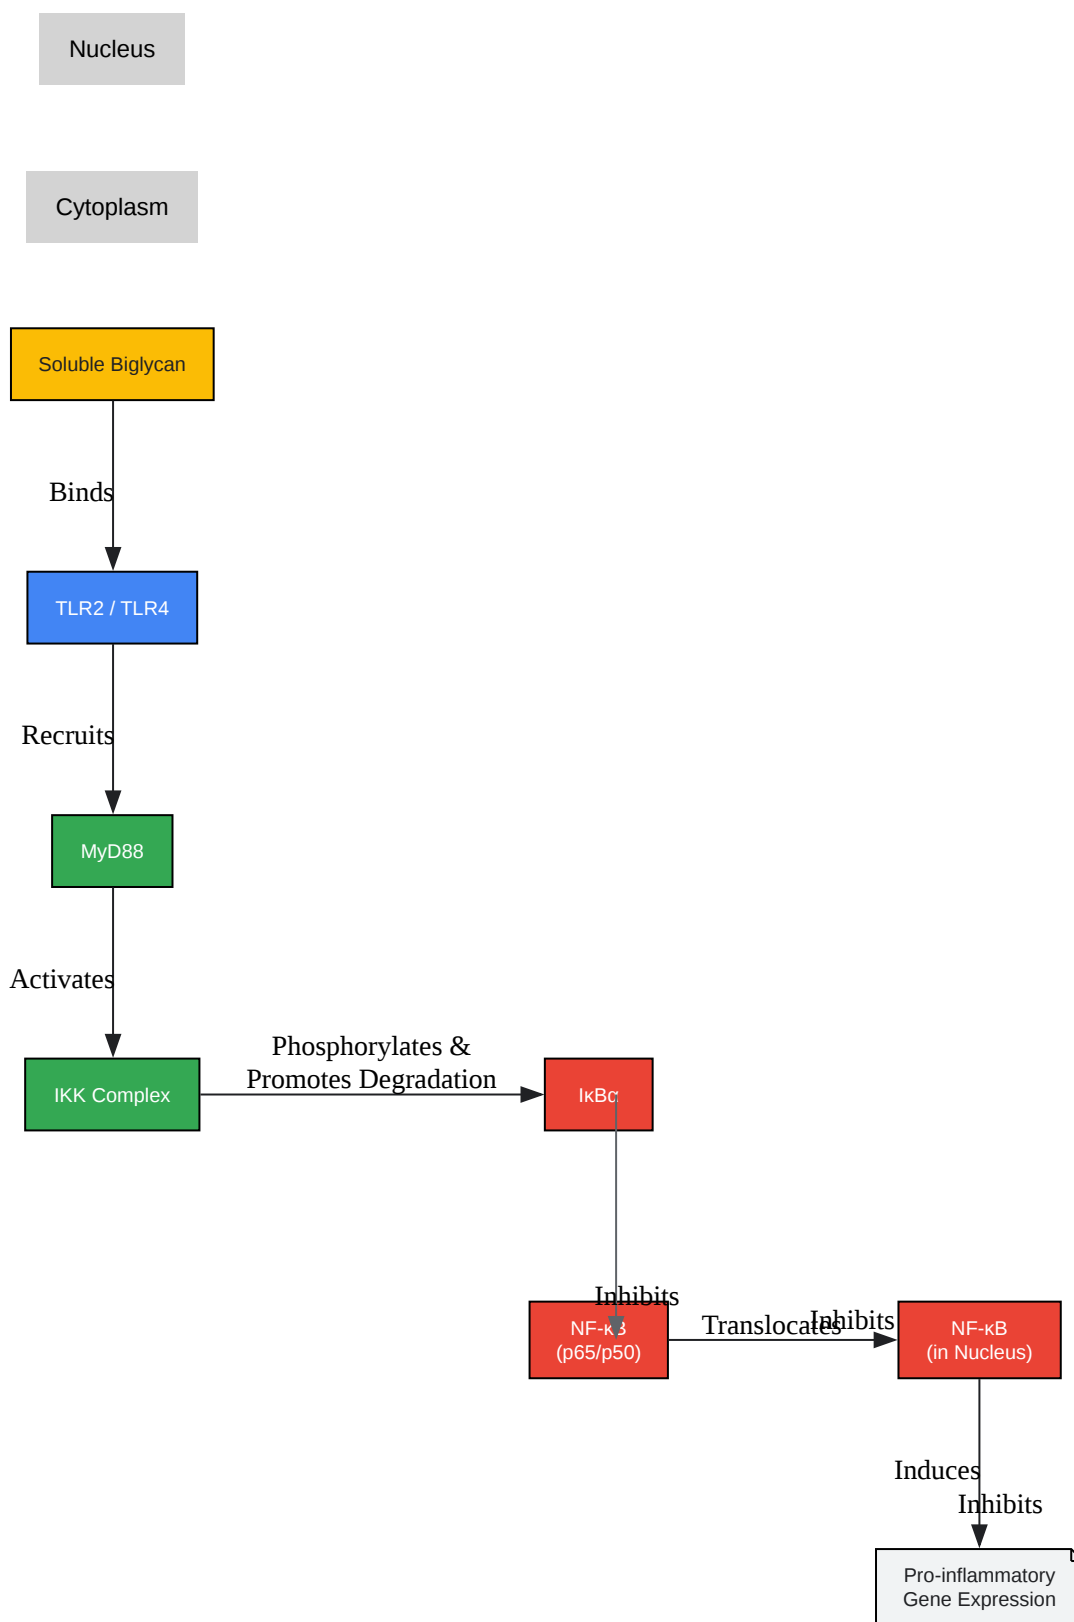 Nucleus
Cytoplasm
Soluble Biglycan
Binds
TLR2 / TLR4
Recruits
MyD88
Activates
IKK Complex
Phosphorylates &
Promotes Degradation
IκBα
Inhibits
NF-κB
(p65/p50)
Translocates
Inhibits
NF-κB
(in Nucleus)
Induces
Inhibits
Pro-inflammatory
Gene Expression